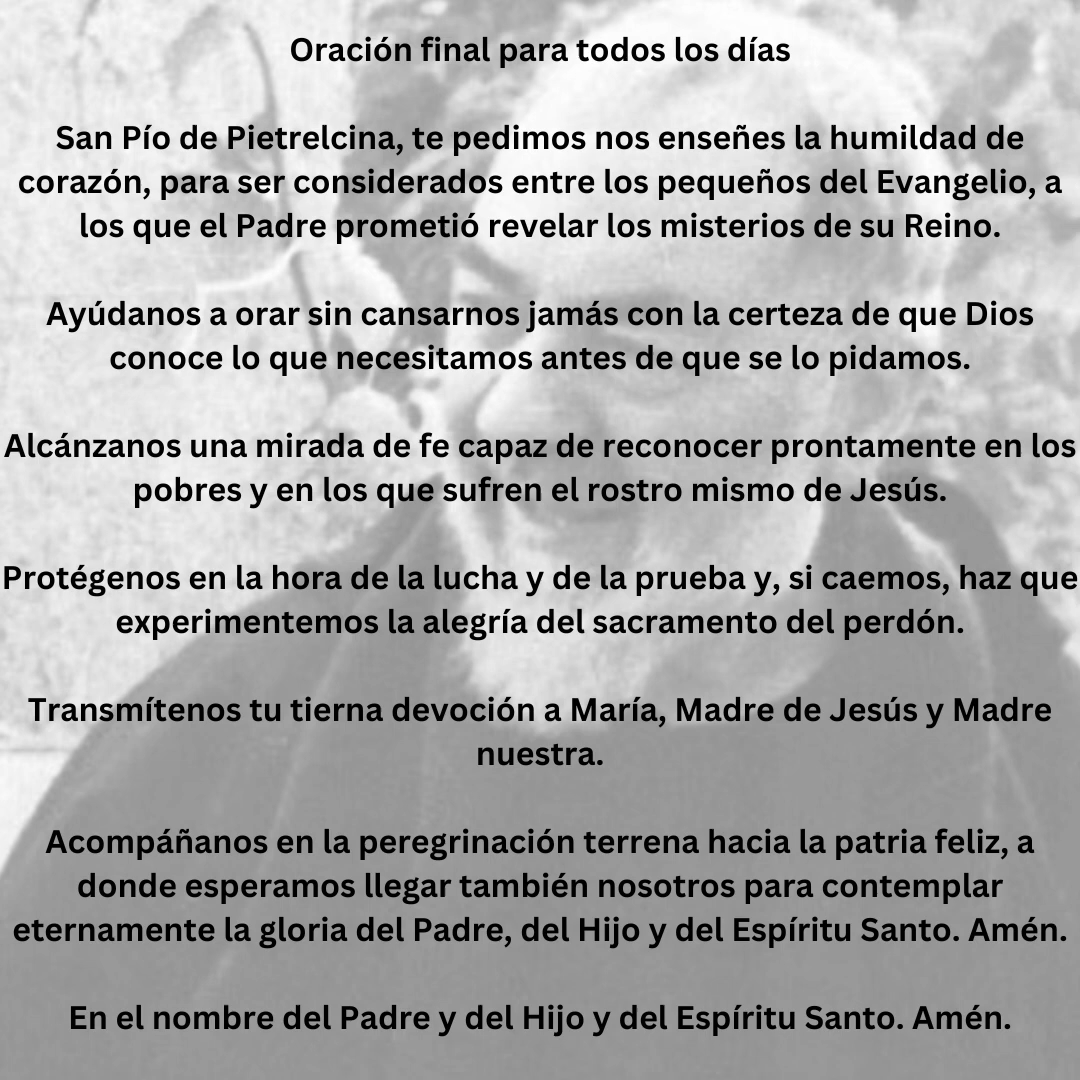 Oración final para todos los días
San Pío de Pietrelcina, te pedimos nos enseñes la humildad de
corazón, para ser considerados entre los pequeños del Evangelio, a
los que el Padre prometió revelar los misterios de su Reino.
Ayúdanos a orar sin cansarnos jamás con la certeza de que Dios
conoce lo que necesitamos antes de que se lo pidamos.
Alcánzanos una mirada de fe capaz de reconocer prontamente en los
pobres y en los que sufren el rostro mismo de Jesús.
Protégenos en la hora de la lucha y de la prueba y, si caemos, haz que
experimentemos la alegría del sacramento del perdón.
Transmítenos tu tierna devoción a María, Madre de Jesús y Madre
nuestra.
Acompáñanos en la peregrinación terrena hacia la patria feliz, a
donde esperamos llegar también nosotros para contemplar
eternamente la gloria del Padre, del Hijo y del Espíritu Santo. Amén.
En el nombre del Padre y del Hijo y del Espíritu Santo. Amén.